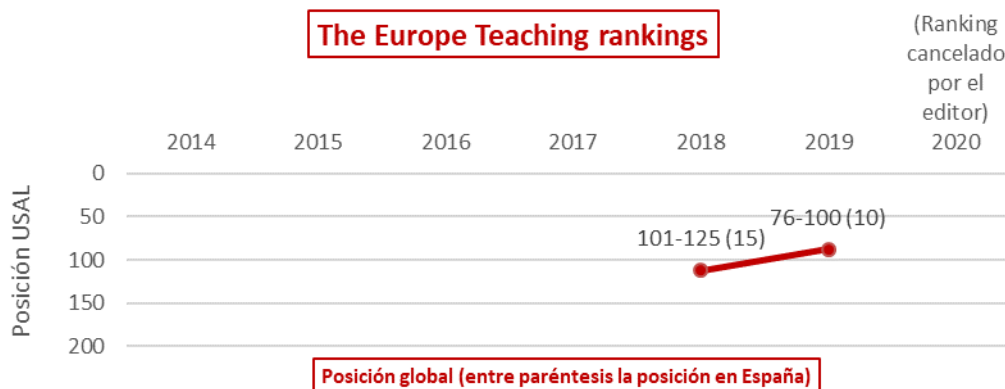 The Europe Teaching rankings
(Ranking
cancelado
por el
editor)
2014 2015 2016 2017 2018 2019 2020
Posición USAL
0
50
100
150
200
101-125 (15)
76-100 (10)
Posición global (entre paréntesis la posición en España)